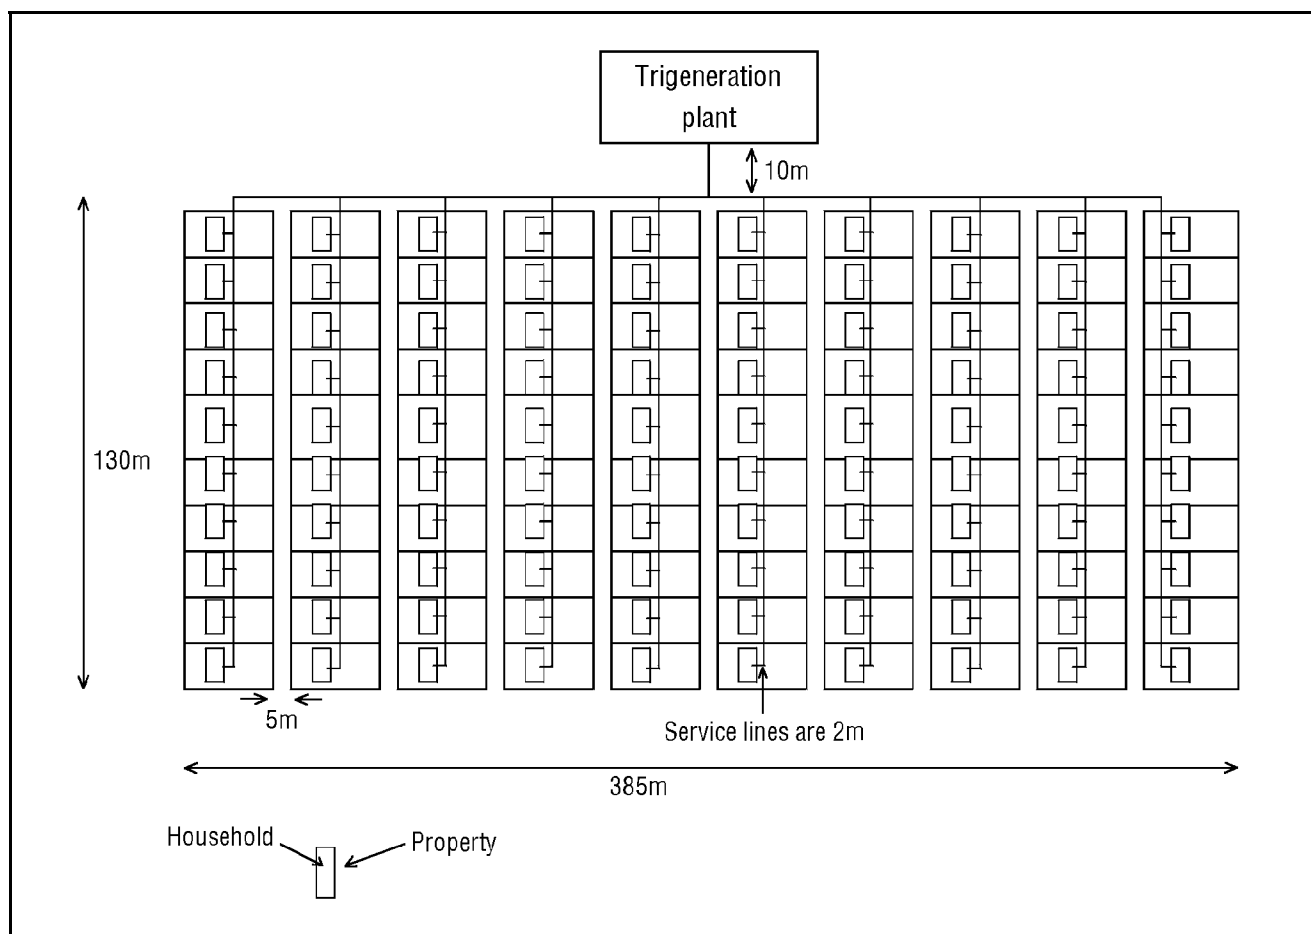 Trigeneration
plant
10m
130m
5m
Service lines are 2m
385m
Household
Property